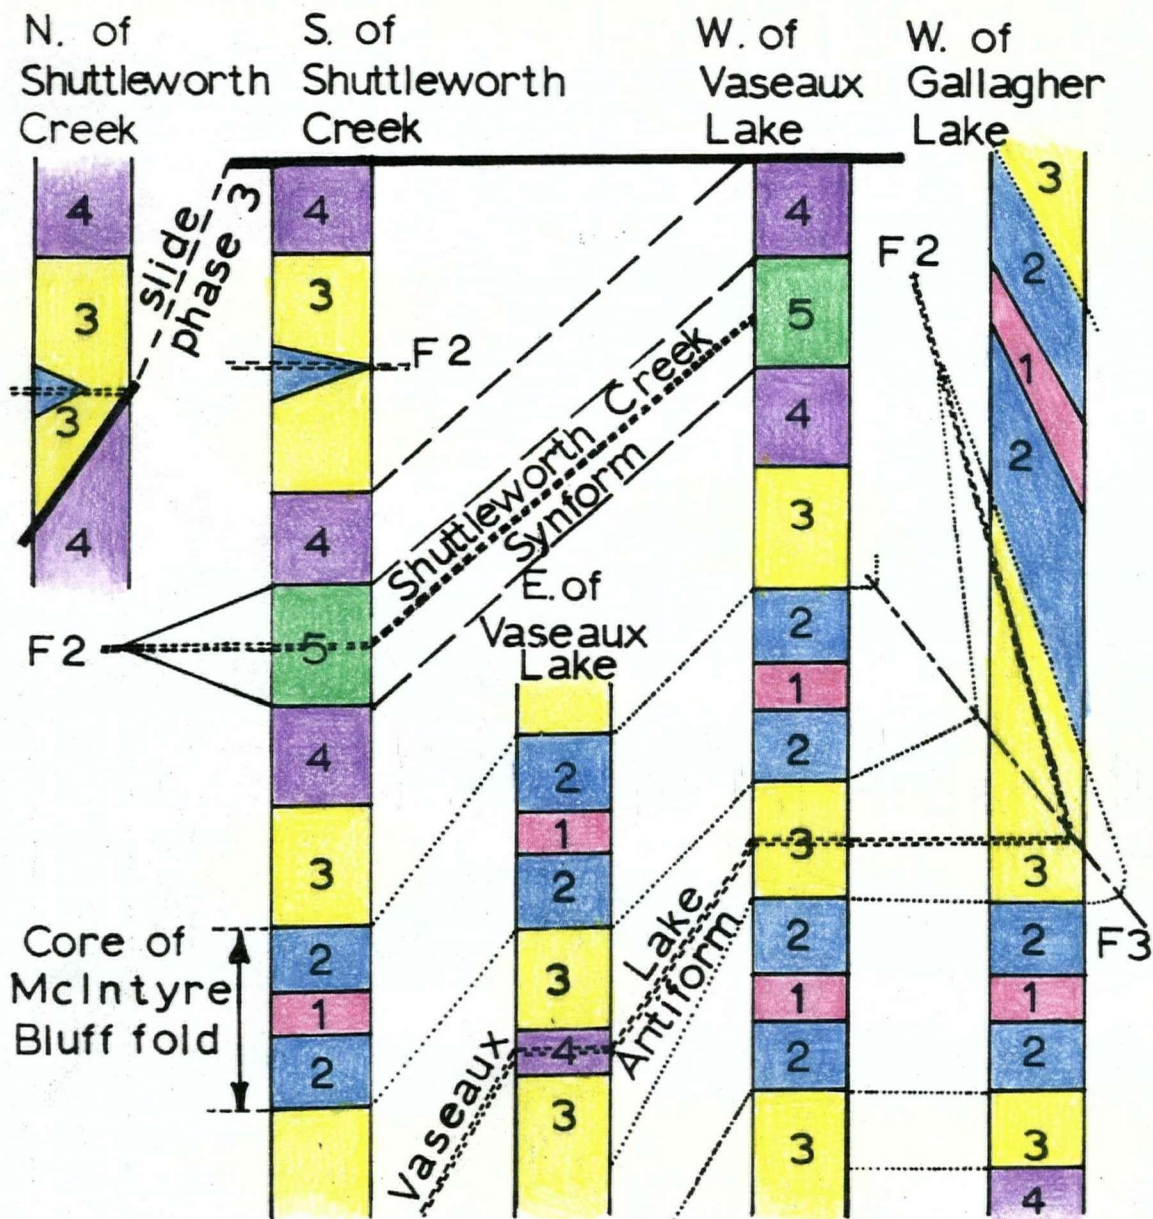 N. of
Shuttleworth
Creek
S. of
Shuttleworth
Creek
W. of
Vaseaux
Lake
W. of
Gallagher
Lake
4
3
3
4
slide
phase 3
4
3
F2
4
5
F2
4
3
2
1
2
Core of
McIntyre
Bluff fold
Shuttleworth Creek
Synform
E. of
Vaseaux
Lake
2
1
2
3
4
3
Vaseaux
Lake
Antiform
4
5
4
3
2
1
2
3
2
1
2
3
F2
3
2
1
2
3
2
1
2
3
4
F3